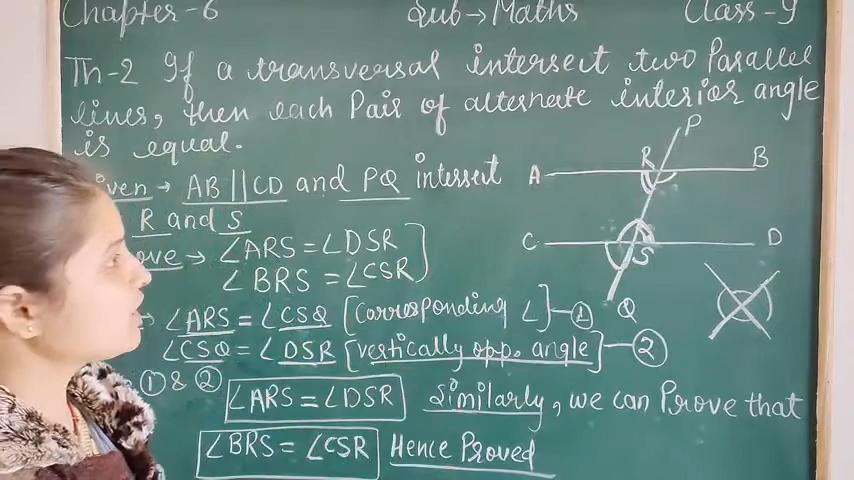 Chapter-6 Sub→Maths Class-9
Th-2 If a transversal intersect two Parallel
lines, then each Pair of alternate interior angle
is equal.
→ AB||CD and PQ intersect
R and S
→ ∠ARS = ∠DSR
∠BRS = ∠CSR
→ ∠ARS = ∠CSQ [Corresponding ∠]—①
∠CSQ = ∠DSR [vertically opp. angle]—②
① & ②
∠ARS = ∠DSR Similarly, we can Prove that
∠BRS = ∠CSR Hence Proved
P
A R B
C S D
Q